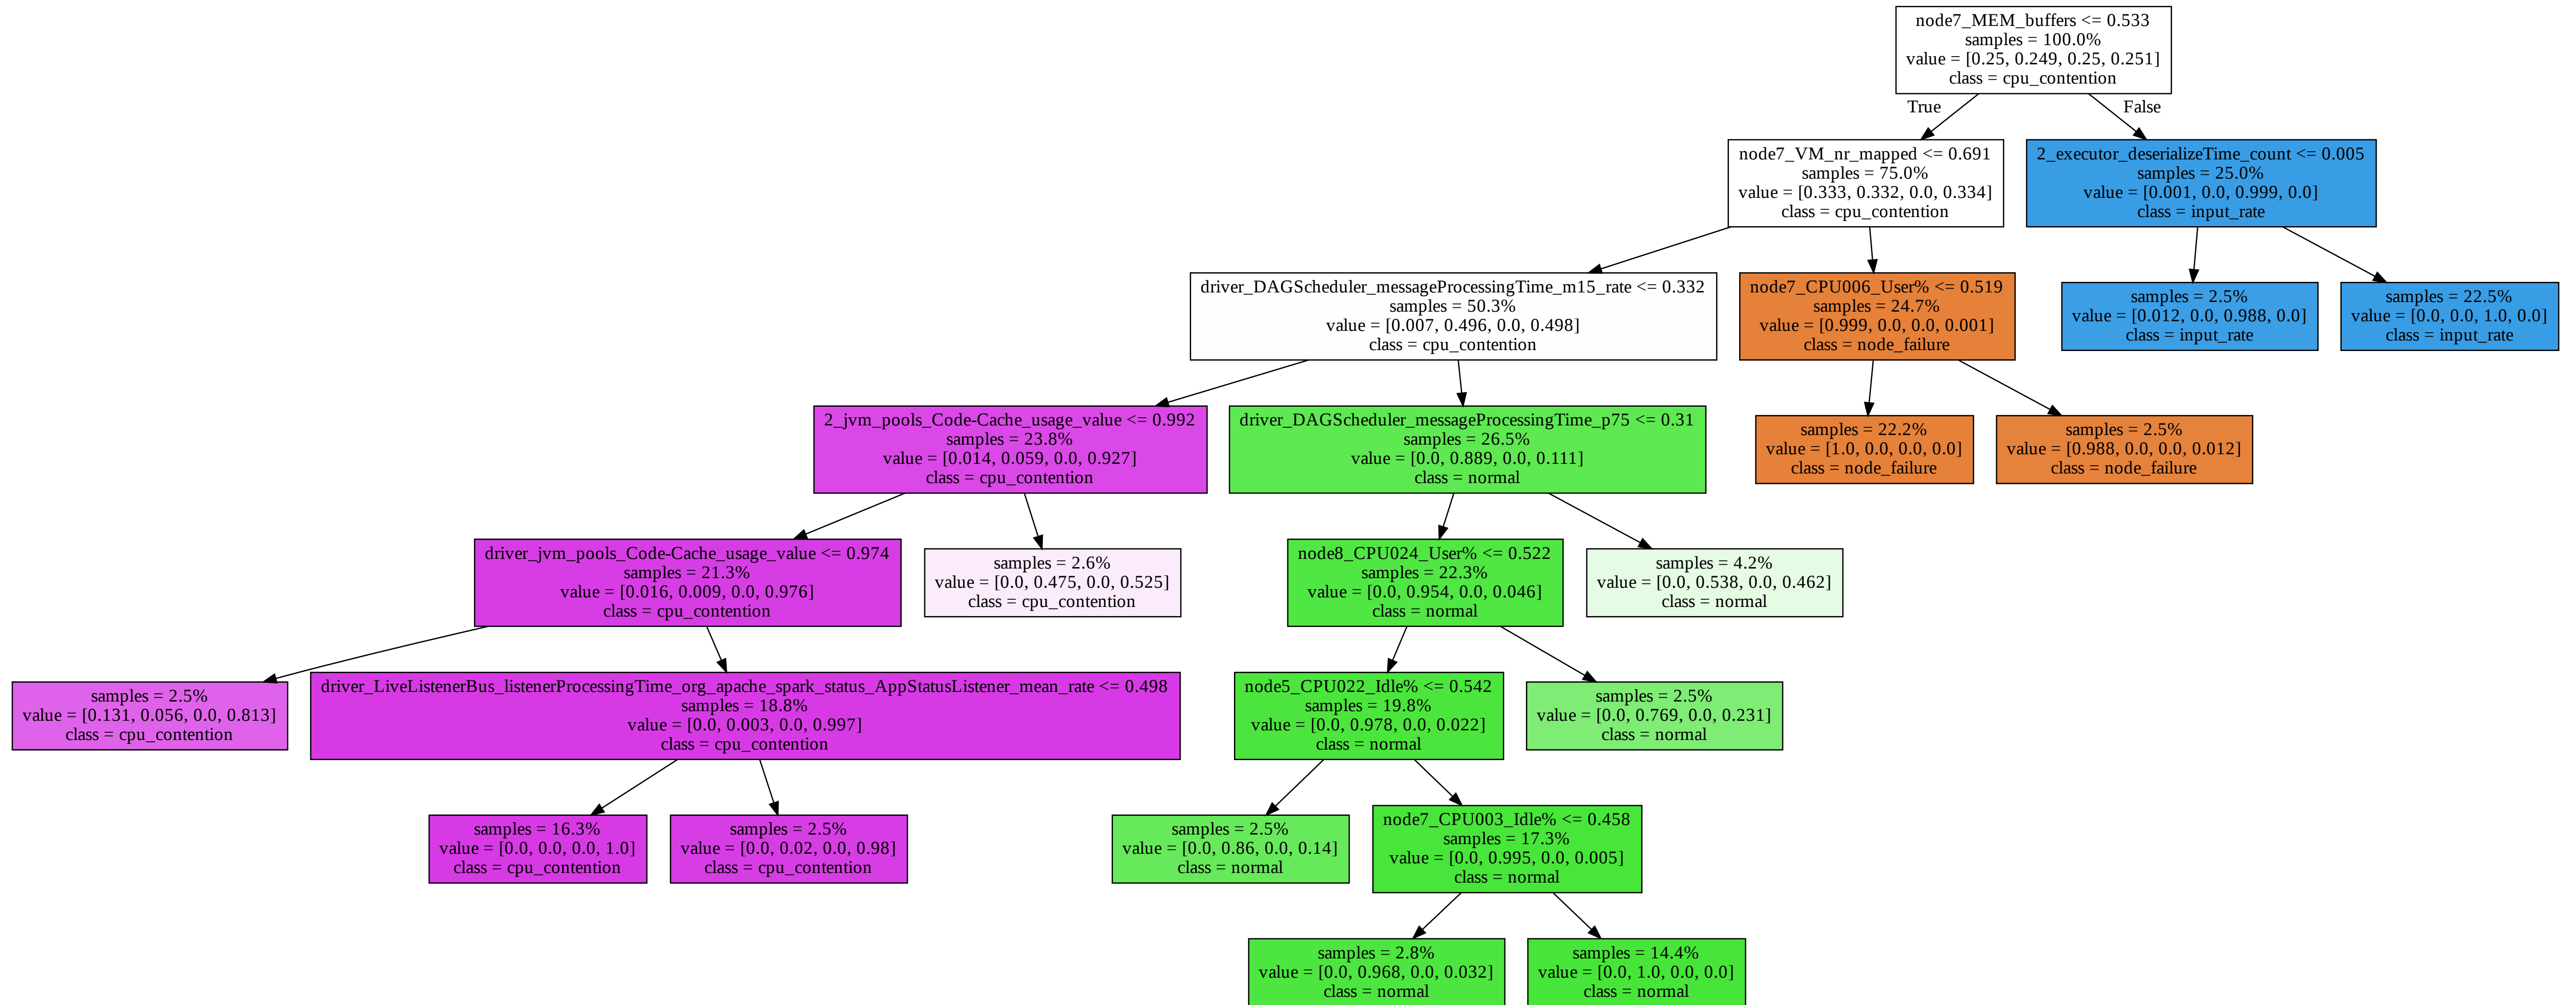 node7_MEM_buffers <= 0.533
samples = 100.0%
value = [0.25, 0.249, 0.25, 0.251]
class = cpu_contention
True
False
node7_VM_nr_mapped <= 0.691
samples = 75.0%
value = [0.333, 0.332, 0.0, 0.334]
class = cpu_contention
2_executor_deserializeTime_count <= 0.005
samples = 25.0%
value = [0.001, 0.0, 0.999, 0.0]
class = input_rate
driver_DAGScheduler_messageProcessingTime_m15_rate <= 0.332
samples = 50.3%
value = [0.007, 0.496, 0.0, 0.498]
class = cpu_contention
node7_CPU006_User% <= 0.519
samples = 24.7%
value = [0.999, 0.0, 0.0, 0.001]
class = node_failure
samples = 2.5%
value = [0.012, 0.0, 0.988, 0.0]
class = input_rate
samples = 22.5%
value = [0.0, 0.0, 1.0, 0.0]
class = input_rate
2_jvm_pools_Code-Cache_usage_value <= 0.992
samples = 23.8%
value = [0.014, 0.059, 0.0, 0.927]
class = cpu_contention
driver_DAGScheduler_messageProcessingTime_p75 <= 0.31
samples = 26.5%
value = [0.0, 0.889, 0.0, 0.111]
class = normal
samples = 22.2%
value = [1.0, 0.0, 0.0, 0.0]
class = node_failure
samples = 2.5%
value = [0.988, 0.0, 0.0, 0.012]
class = node_failure
driver_jvm_pools_Code-Cache_usage_value <= 0.974
samples = 21.3%
value = [0.016, 0.009, 0.0, 0.976]
class = cpu_contention
samples = 2.6%
value = [0.0, 0.475, 0.0, 0.525]
class = cpu_contention
node8_CPU024_User% <= 0.522
samples = 22.3%
value = [0.0, 0.954, 0.0, 0.046]
class = normal
samples = 4.2%
value = [0.0, 0.538, 0.0, 0.462]
class = normal
samples = 2.5%
value = [0.131, 0.056, 0.0, 0.813]
class = cpu_contention
driver_LiveListenerBus_listenerProcessingTime_org_apache_spark_status_AppStatusListener_mean_rate <= 0.498
samples = 18.8%
value = [0.0, 0.003, 0.0, 0.997]
class = cpu_contention
node5_CPU022_Idle% <= 0.542
samples = 19.8%
value = [0.0, 0.978, 0.0, 0.022]
class = normal
samples = 2.5%
value = [0.0, 0.769, 0.0, 0.231]
class = normal
samples = 16.3%
value = [0.0, 0.0, 0.0, 1.0]
class = cpu_contention
samples = 2.5%
value = [0.0, 0.02, 0.0, 0.98]
class = cpu_contention
samples = 2.5%
value = [0.0, 0.86, 0.0, 0.14]
class = normal
node7_CPU003_Idle% <= 0.458
samples = 17.3%
value = [0.0, 0.995, 0.0, 0.005]
class = normal
samples = 2.8%
value = [0.0, 0.968, 0.0, 0.032]
class = normal
samples = 14.4%
value = [0.0, 1.0, 0.0, 0.0]
class = normal